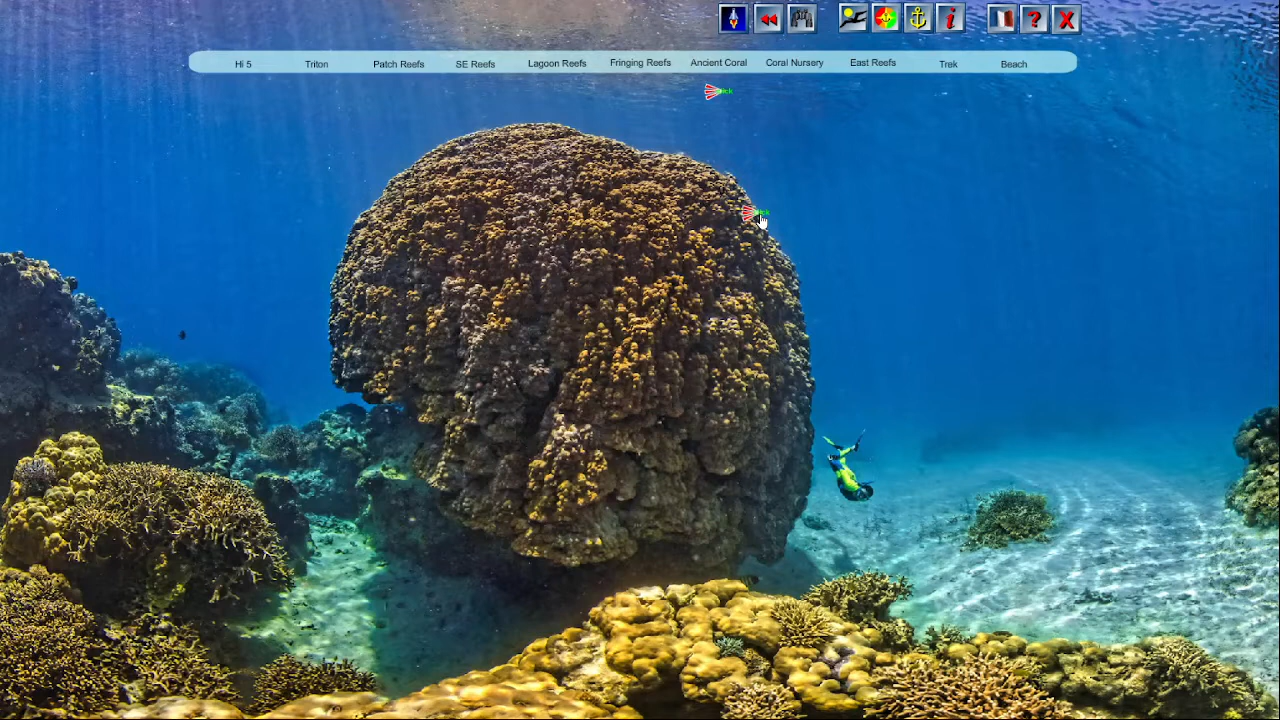 i ? X
Hi 5 Triton Patch Reefs SE Reefs Lagoon Reefs Fringing Reefs Ancient Coral Coral Nursery East Reefs Trek Beach